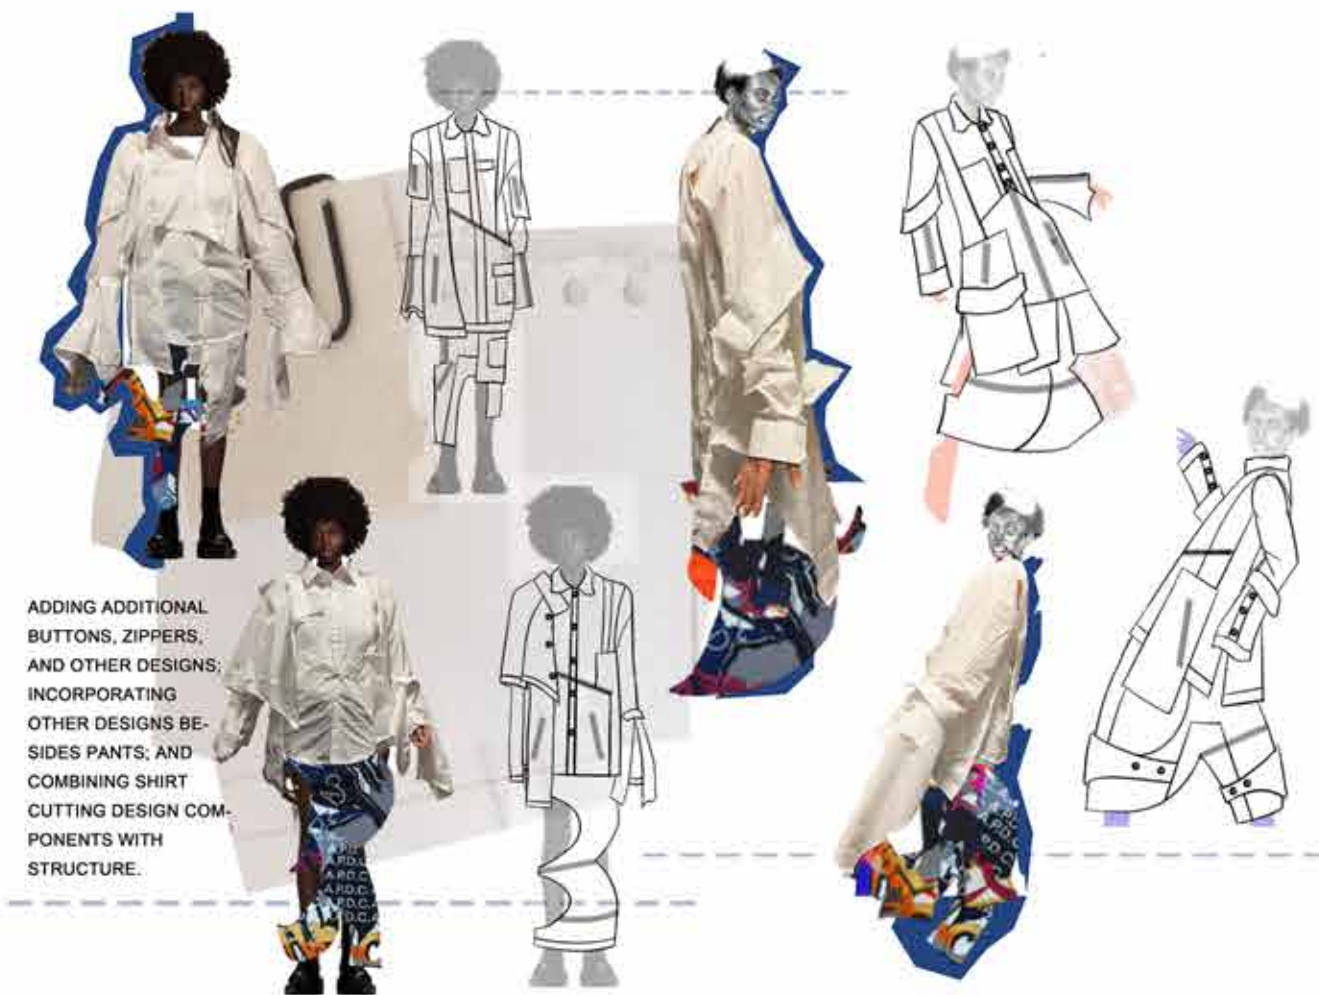 ADDING ADDITIONAL
BUTTONS, ZIPPERS,
AND OTHER DESIGNS;
INCORPORATING
OTHER DESIGNS BE-
SIDES PANTS; AND
COMBINING SHIRT
CUTTING DESIGN COM-
PONENTS WITH
STRUCTURE.
A.P.D.C.
A.P.D.C.
A.P.D.C.